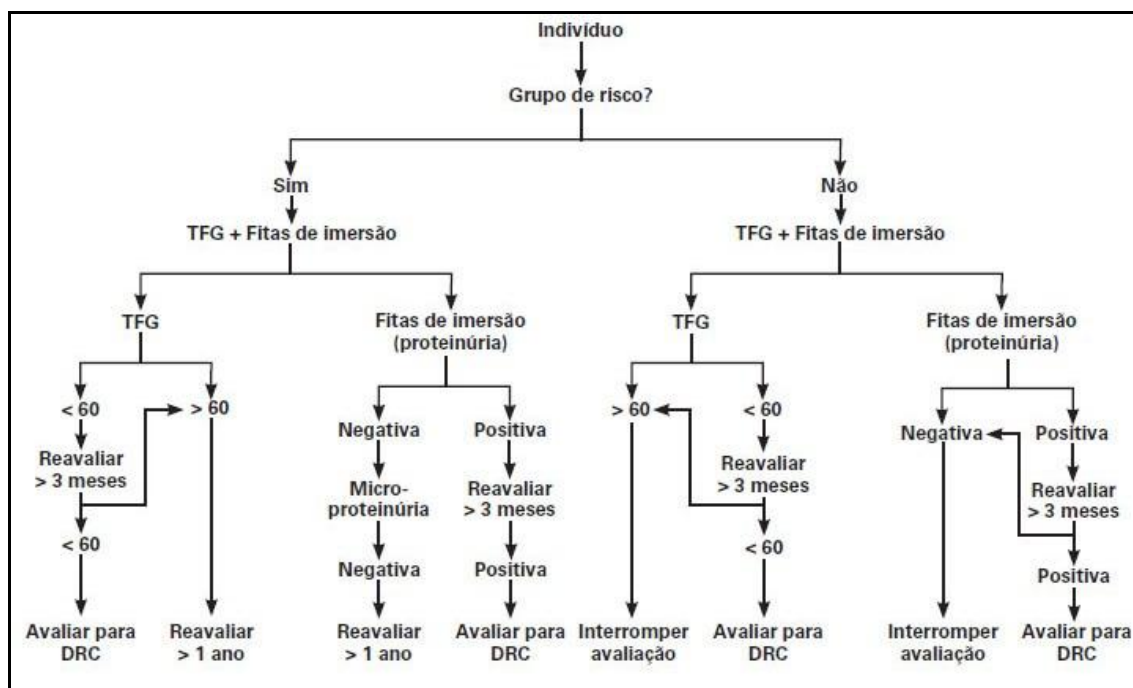 Indivíduo
Grupo de risco?
Sim
Não
TFG + Fitas de imersão
TFG + Fitas de imersão
TFG
Fitas de imersão
(proteinúria)
TFG
Fitas de imersão
(proteinúria)
< 60
> 60
Reavaliar
> 3 meses
< 60
Avaliar para
DRC
Reavaliar
> 1 ano
Negativa
Micro-
proteinúria
Negativa
Reavaliar
> 1 ano
Positiva
Reavaliar
> 3 meses
Positiva
Avaliar para
DRC
> 60
Interromper
avaliação
< 60
Reavaliar
> 3 meses
< 60
Avaliar para
DRC
Negativa
Interromper
avaliação
Positiva
Reavaliar
> 3 meses
Positiva
Avaliar para
DRC